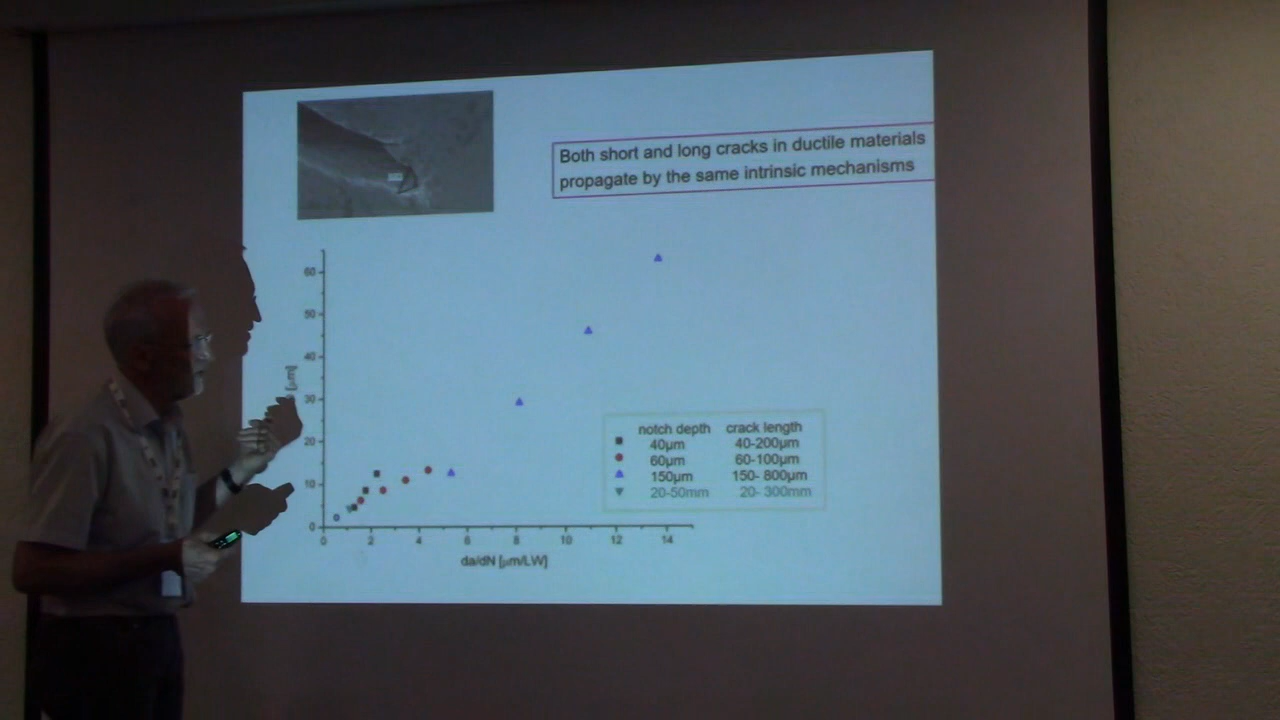 Both short and long cracks in ductile materials
propagate by the same intrinsic mechanisms
60
50
40
30
20
10
0
[μm]
0 2 4 6 8 10 12 14
da/dN [μm/LW]
notch depth crack length
40μm 40-200μm
60μm 60-100μm
150μm 150- 800μm
20-50mm 20- 300mm